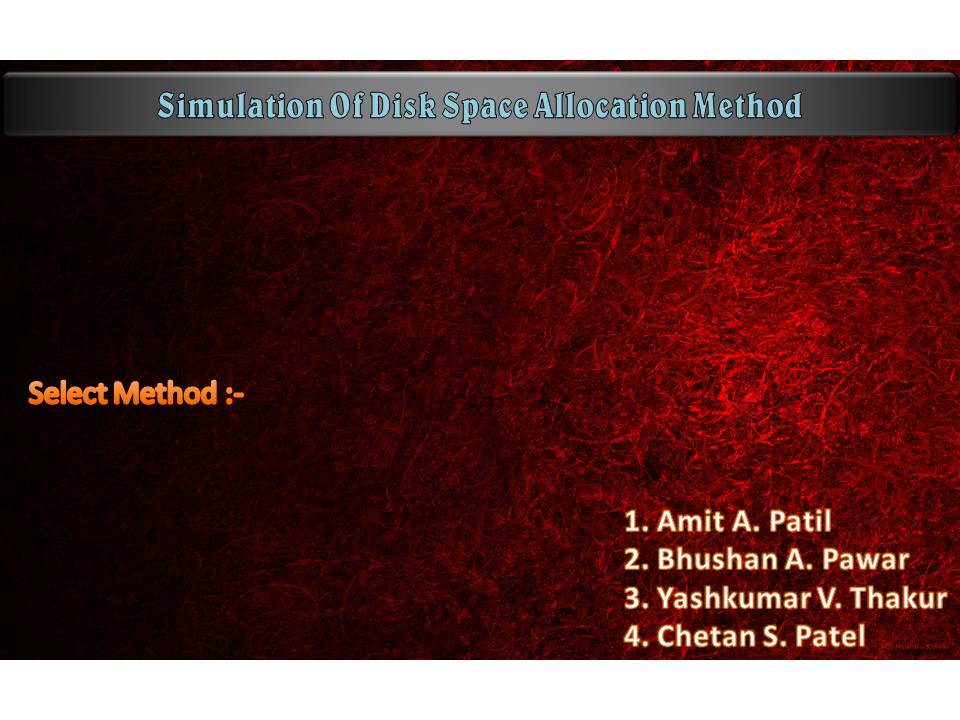 Simulation Of Disk Space Allocation Method
Select Method :-
1. Amit A. Patil
2. Bhushan A. Pawar
3. Yashkumar V. Thakur
4. Chetan S. Patel